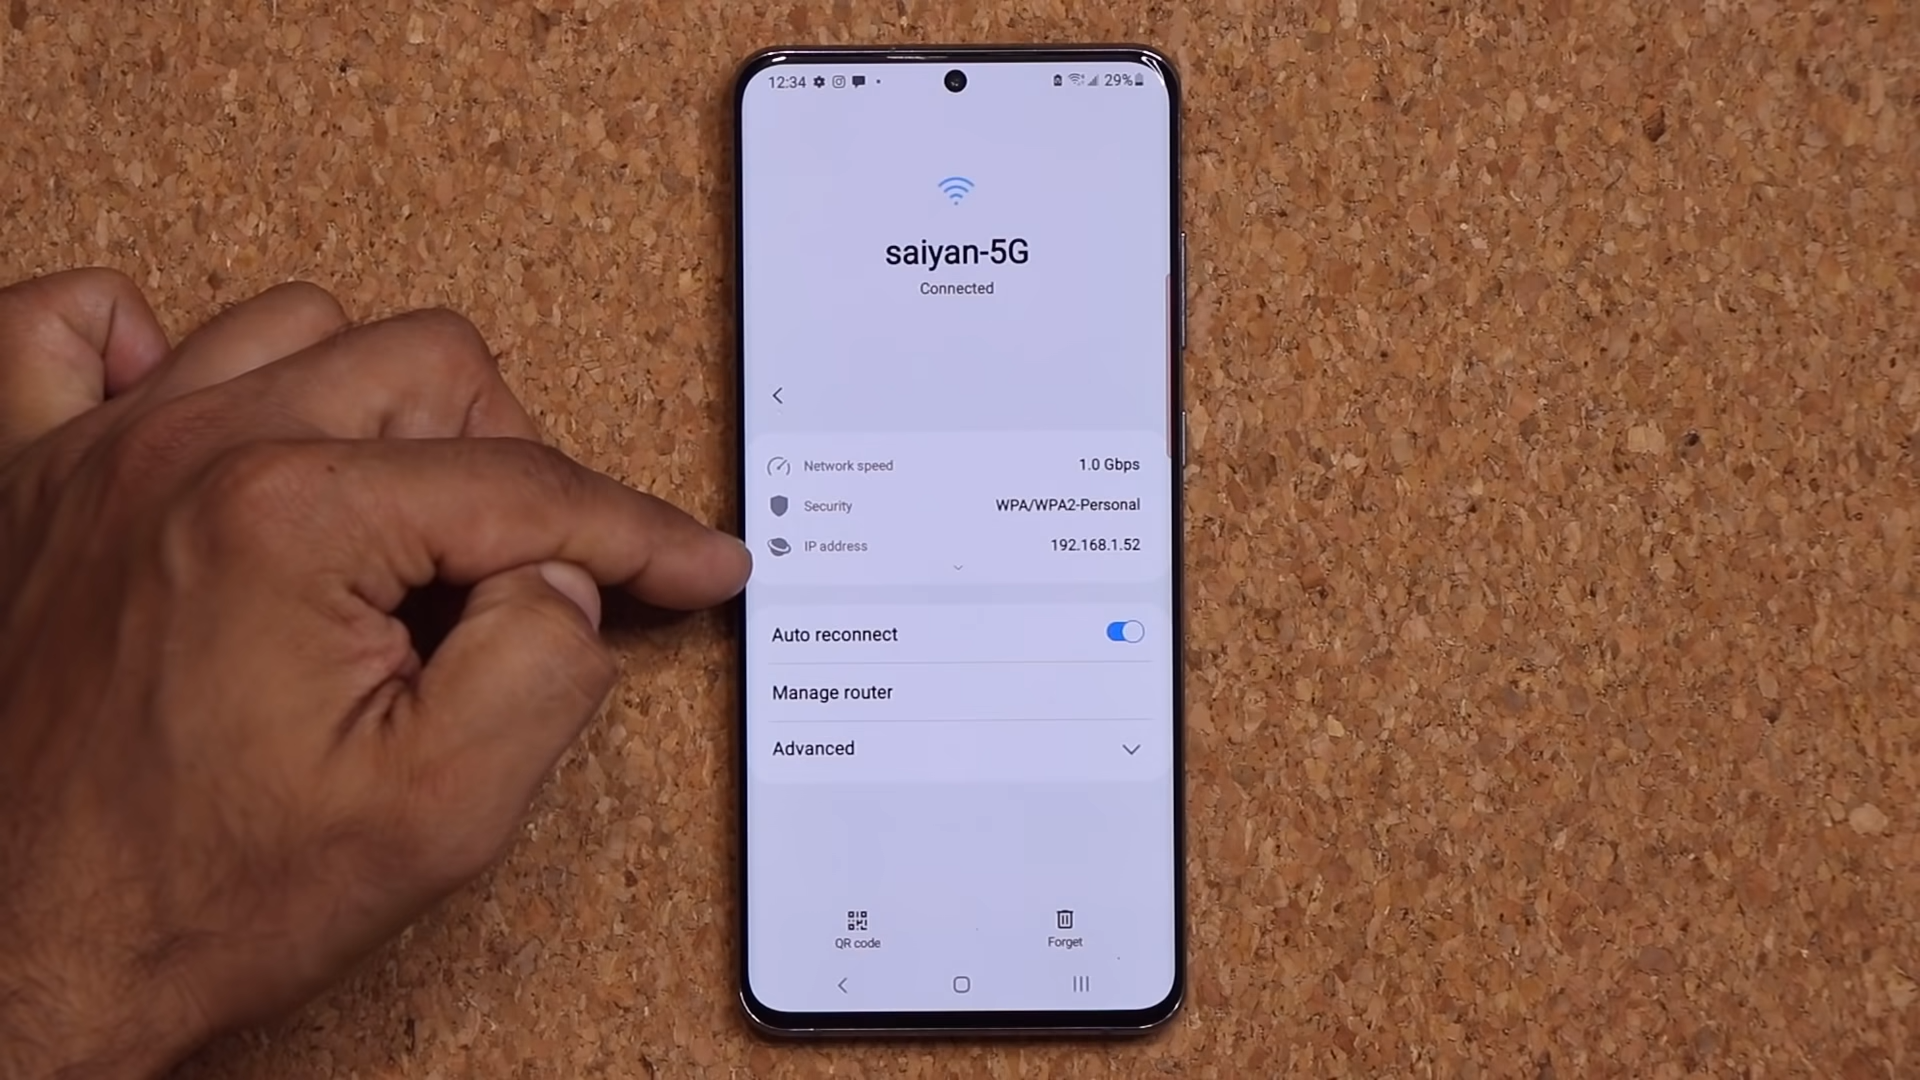 12:34 29%
saiyan-5G
Connected
Network speed 1.0 Gbps
Security WPA/WPA2-Personal
IP address 192.168.1.52
Auto reconnect
Manage router
Advanced
QR code Forget